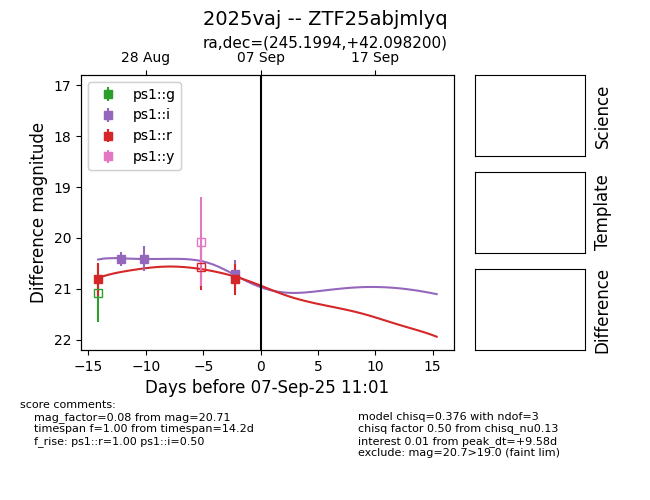 2025vaj -- ZTF25abjmlyq
ra,dec=(245.1994,+42.098200)
28 Aug 07 Sep 17 Sep
ps1::g
ps1::i
ps1::r
ps1::y
17
18
19
20
21
22
Difference magnitude
−15 −10 −5 0 5 10 15
Days before 07-Sep-25 11:01
Science
Template
Difference
score comments:
mag_factor=0.08 from mag=20.71
timespan f=1.00 from timespan=14.2d
f_rise: ps1::r=1.00 ps1::i=0.50
model chisq=0.376 with ndof=3
chisq factor 0.50 from chisq_nu0.13
interest 0.01 from peak_dt=+9.58d
exclude: mag=20.7>19.0 (faint lim)